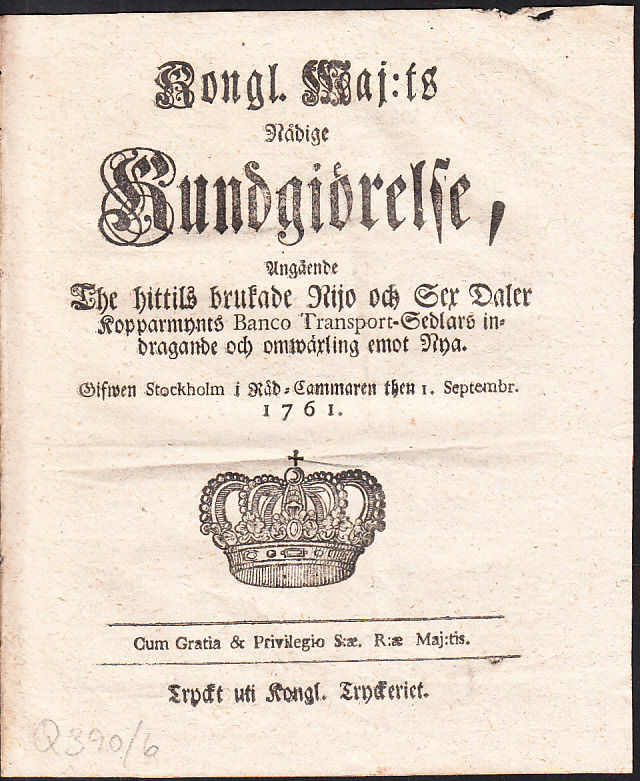 Kongl. Maj:ts
Nådige
Kundgiörelse,
Angående
The hittils brukade Nijo och Sex Daler
Kopparmynts Banco Transport-Sedlars in-
dragande och omwäxling emot Nya.
Gifwen Stockholm i Råd-Cammaren then 1. Septembr.
1761.
Cum Gratia & Privilegio S:æ. R:æ Maj:tis.
Tryckt uti Kongl. Tryckeriet.
Q390/6